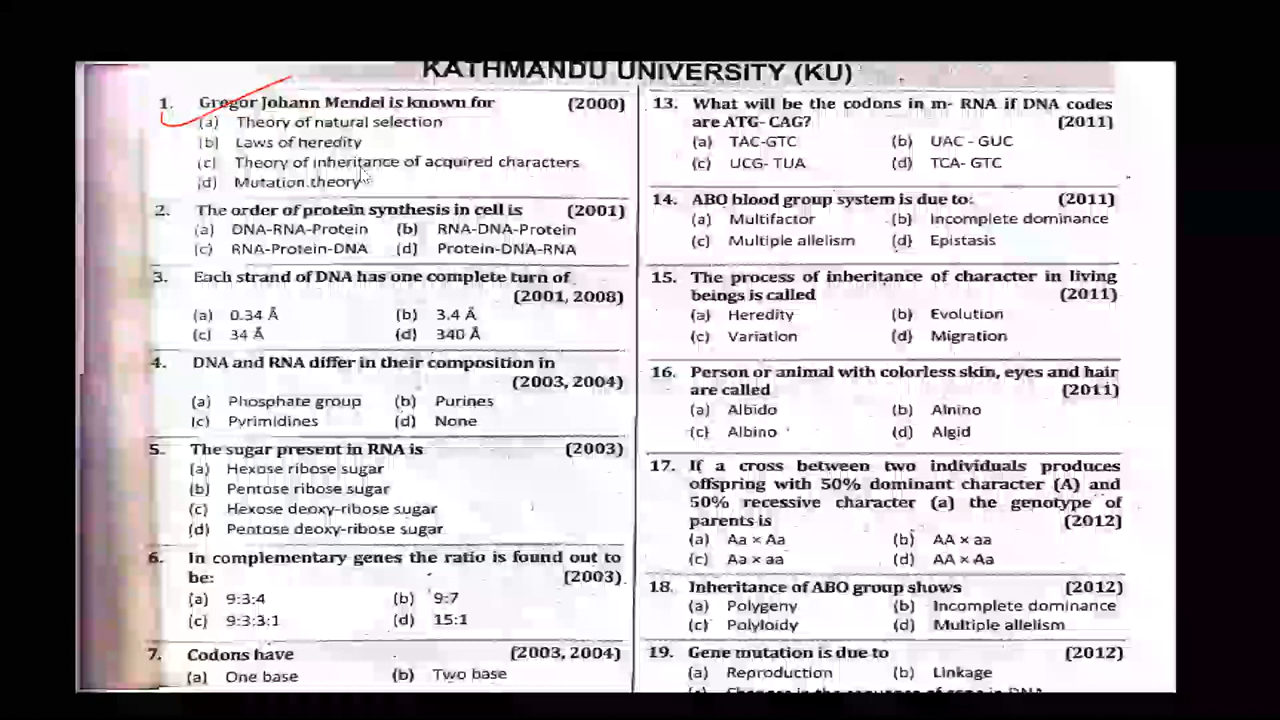 KATHMANDU UNIVERSITY (KU)
1. Gregor Johann Mendel is known for (2000)
(a) Theory of natural selection
(b) Laws of heredity
(c) Theory of inheritance of acquired characters
(d) Mutation theory
2. The order of protein synthesis in cell is (2001)
(a) DNA-RNA-Protein (b) RNA-DNA-Protein
(c) RNA-Protein-DNA (d) Protein-DNA-RNA
3. Each strand of DNA has one complete turn of
(2001, 2008)
(a) 0.34 Å (b) 3.4 Å
(c) 34 Å (d) 340 Å
4. DNA and RNA differ in their composition in
(2003, 2004)
(a) Phosphate group (b) Purines
(c) Pyrimidines (d) None
5. The sugar present in RNA is (2003)
(a) Hexose ribose sugar
(b) Pentose ribose sugar
(c) Hexose deoxy-ribose sugar
(d) Pentose deoxy-ribose sugar
6. In complementary genes the ratio is found out to
be: (2003)
(a) 9:3:4 (b) 9:7
(c) 9:3:3:1 (d) 15:1
7. Codons have (2003, 2004)
(a) One base (b) Two base
13. What will be the codons in m- RNA if DNA codes
are ATG- CAG? (2011)
(a) TAC-GTC (b) UAC - GUC
(c) UCG- TUA (d) TCA- GTC
14. ABO blood group system is due to: (2011)
(a) Multifactor (b) Incomplete dominance
(c) Multiple allelism (d) Epistasis
15. The process of inheritance of character in living
beings is called (2011)
(a) Heredity (b) Evolution
(c) Variation (d) Migration
16. Person or animal with colorless skin, eyes and hair
are called (2011)
(a) Albido (b) Alnino
(c) Albino (d) Algid
17. If a cross between two individuals produces
offspring with 50% dominant character (A) and
50% recessive character (a) the genotype of
parents is (2012)
(a) Aa × Aa (b) AA × aa
(c) Aa × aa (d) AA × Aa
18. Inheritance of ABO group shows (2012)
(a) Polygeny (b) Incomplete dominance
(c) Polyloidy (d) Multiple allelism
19. Gene mutation is due to (2012)
(a) Reproduction (b) Linkage